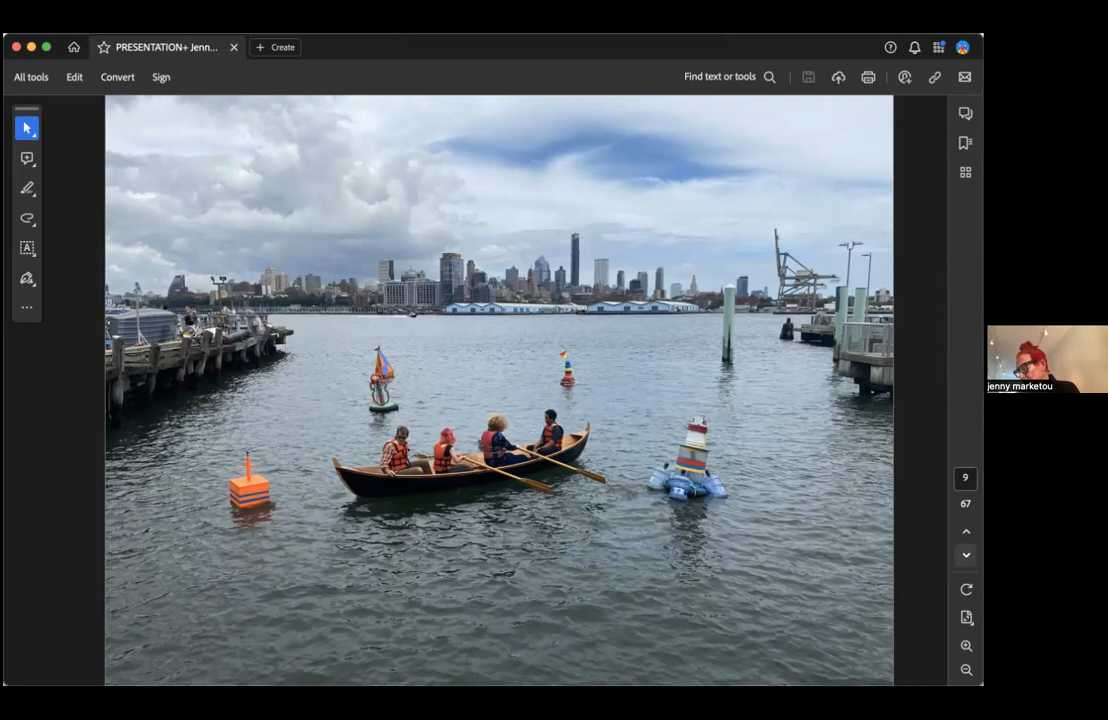 PRESENTATION+ Jenn...
Create
All tools
Edit
Convert
Sign
Find text or tools
A
9
67
jenny marketou